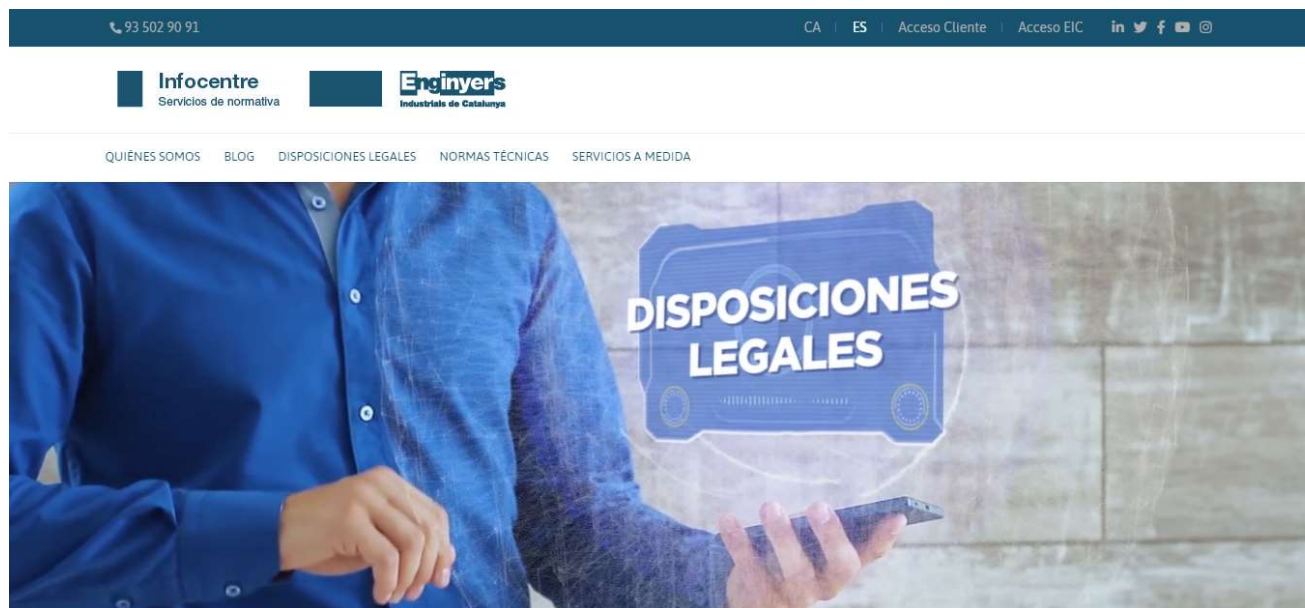 93 502 90 91
CA | ES | Acceso Cliente | Acceso EIC
Infocentre
Servicios de normativa
Enginyers
Industrials de Catalunya
QUIÉNES SOMOS BLOG DISPOSICIONES LEGALES NORMAS TÉCNICAS SERVICIOS A MEDIDA
DISPOSICIONES
LEGALES